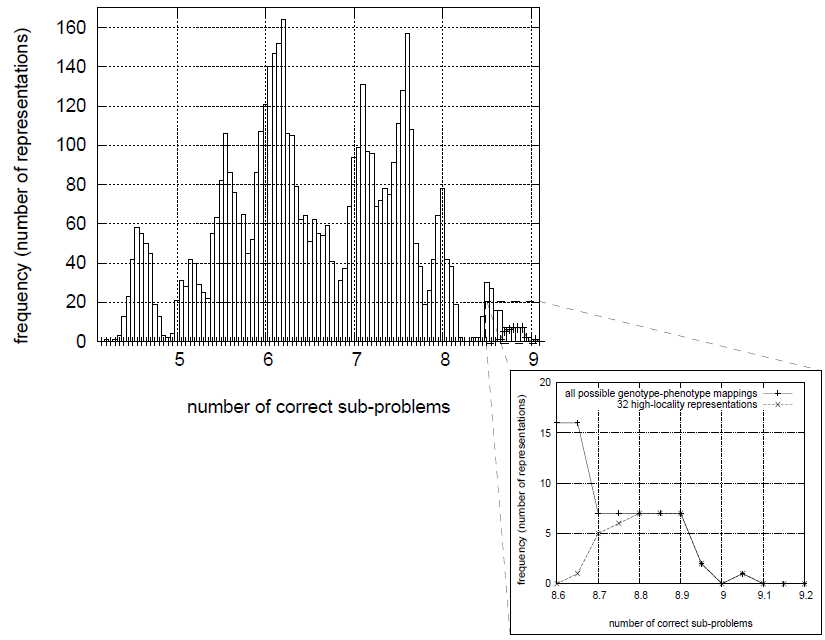 frequency (number of representations)
160
140
120
100
80
60
40
20
0
5 6 7 8 9
number of correct sub-problems
all possible genotype-phenotype mappings
32 high-locality representations
frequency (number of representations)
20
15
10
5
0
8.6 8.7 8.8 8.9 9 9.1 9.2
number of correct sub-problems